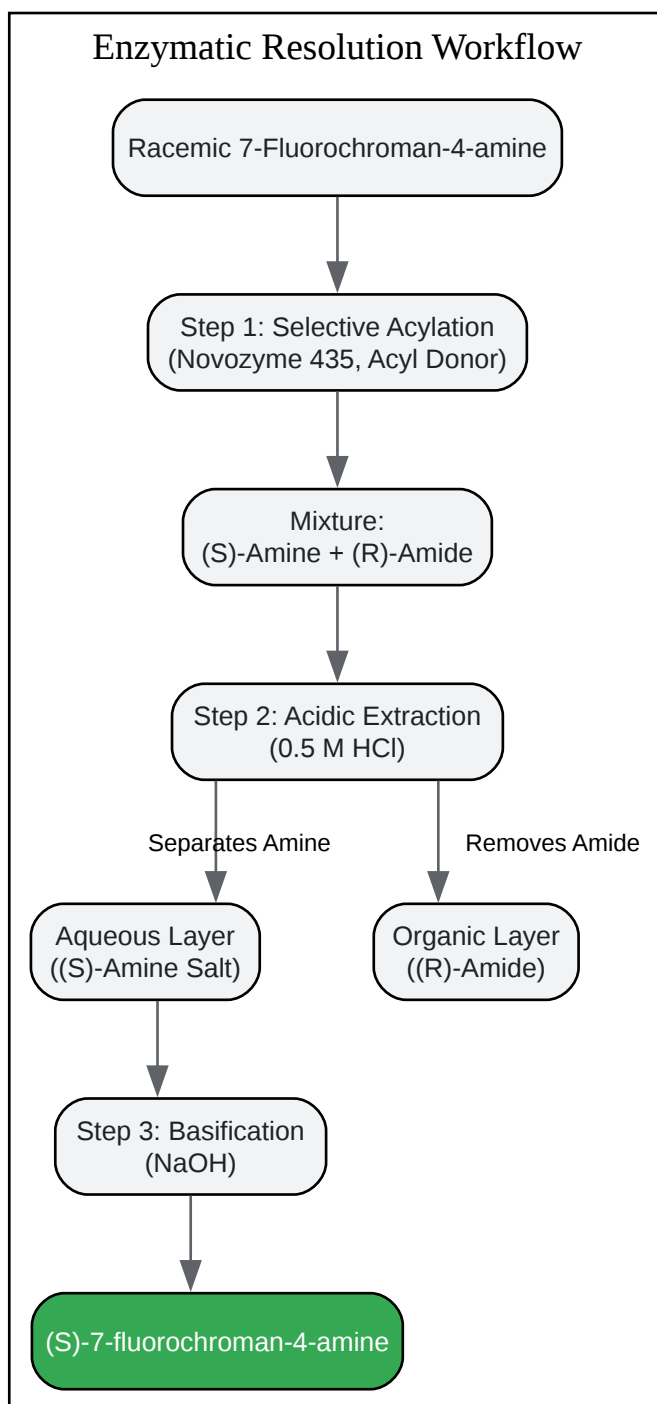 Enzymatic Resolution Workflow
Racemic 7-Fluorochroman-4-amine
Step 1: Selective Acylation
(Novozyme 435, Acyl Donor)
Mixture:
(S)-Amine + (R)-Amide
Step 2: Acidic Extraction
(0.5 M HCl)
Separates Amine
Removes Amide
Aqueous Layer
((S)-Amine Salt)
Organic Layer
((R)-Amide)
Step 3: Basification
(NaOH)
(S)-7-fluorochroman-4-amine